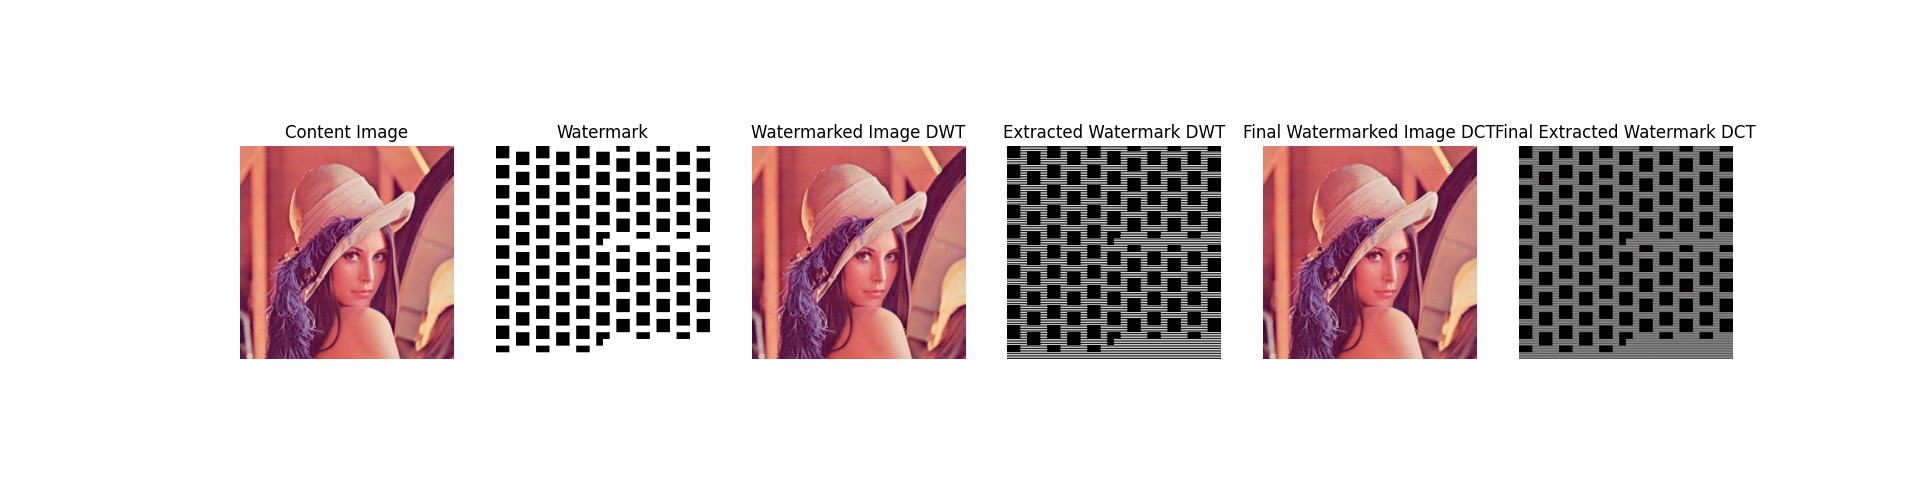 Content Image
Watermark
Watermarked Image DWT
Extracted Watermark DWT
Final Watermarked Image DCT
Final Extracted Watermark DCT